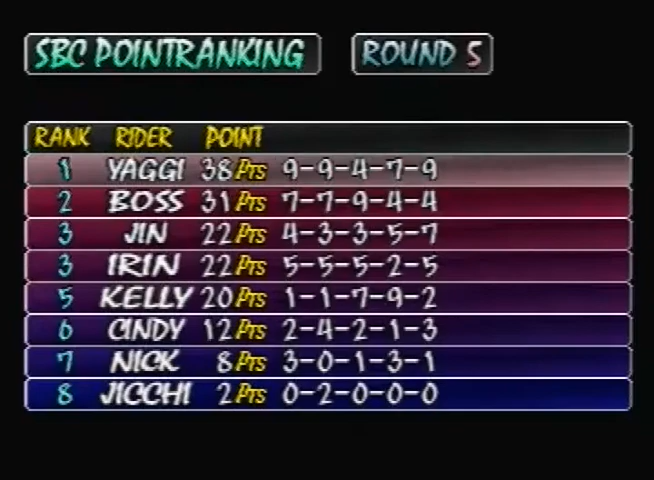 SBC POINTRANKING ROUND 5
RANK RIDER POINT
1 YAGGI 38 Pts 9-9-4-7-9
2 BOSS 31 Pts 7-7-9-4-4
3 JIN 22 Pts 4-3-3-5-7
3 IRIN 22 Pts 5-5-5-2-5
5 KELLY 20 Pts 1-1-7-9-2
6 CINDY 12 Pts 2-4-2-1-3
7 NICK 8 Pts 3-0-1-3-1
8 JICCHI 2 Pts 0-2-0-0-0